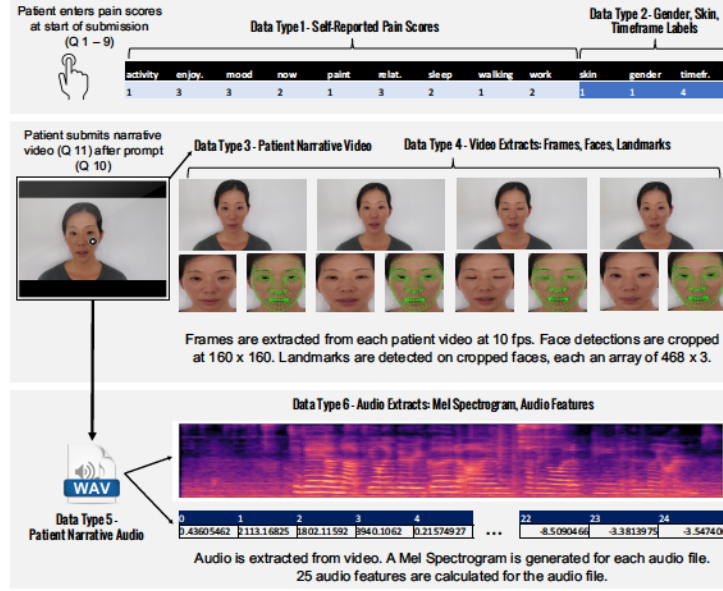 Patient enters pain scores
at start of submission
(Q 1 – 9)
Data Type 1 - Self-Reported Pain Scores
Data Type 2 - Gender, Skin,
Timeframe Labels
activity enjoy. mood now paint relat. sleep walking work skin gender timefr.
1 3 3 2 1 3 2 1 2 1 1 4
Patient submits narrative
video (Q 11) after prompt
(Q 10)
Data Type 3 - Patient Narrative Video
Data Type 4 - Video Extracts: Frames, Faces, Landmarks
Frames are extracted from each patient video at 10 fps. Face detections are cropped
at 160 x 160. Landmarks are detected on cropped faces, each an array of 468 x 3.
Data Type 6 - Audio Extracts: Mel Spectrogram, Audio Features
WAV
Data Type 5 -
Patient Narrative Audio
0 1 2 3 4 22 23 24
0.43605462 2113.16825 1802.11592 3940.1062 0.21574927 ... -8.5090466 -3.3813975 -3.547406
Audio is extracted from video. A Mel Spectrogram is generated for each audio file.
25 audio features are calculated for the audio file.